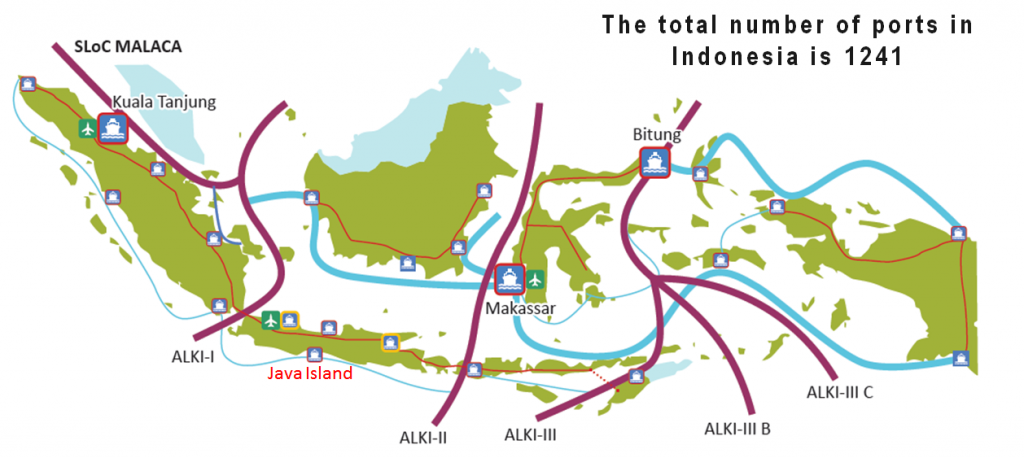 The total number of ports in
Indonesia is 1241
SLoC MALACA
Kuala Tanjung
Bitung
Makassar
ALKI-I
Java Island
ALKI-II
ALKI-III
ALKI-III B
ALKI-III C